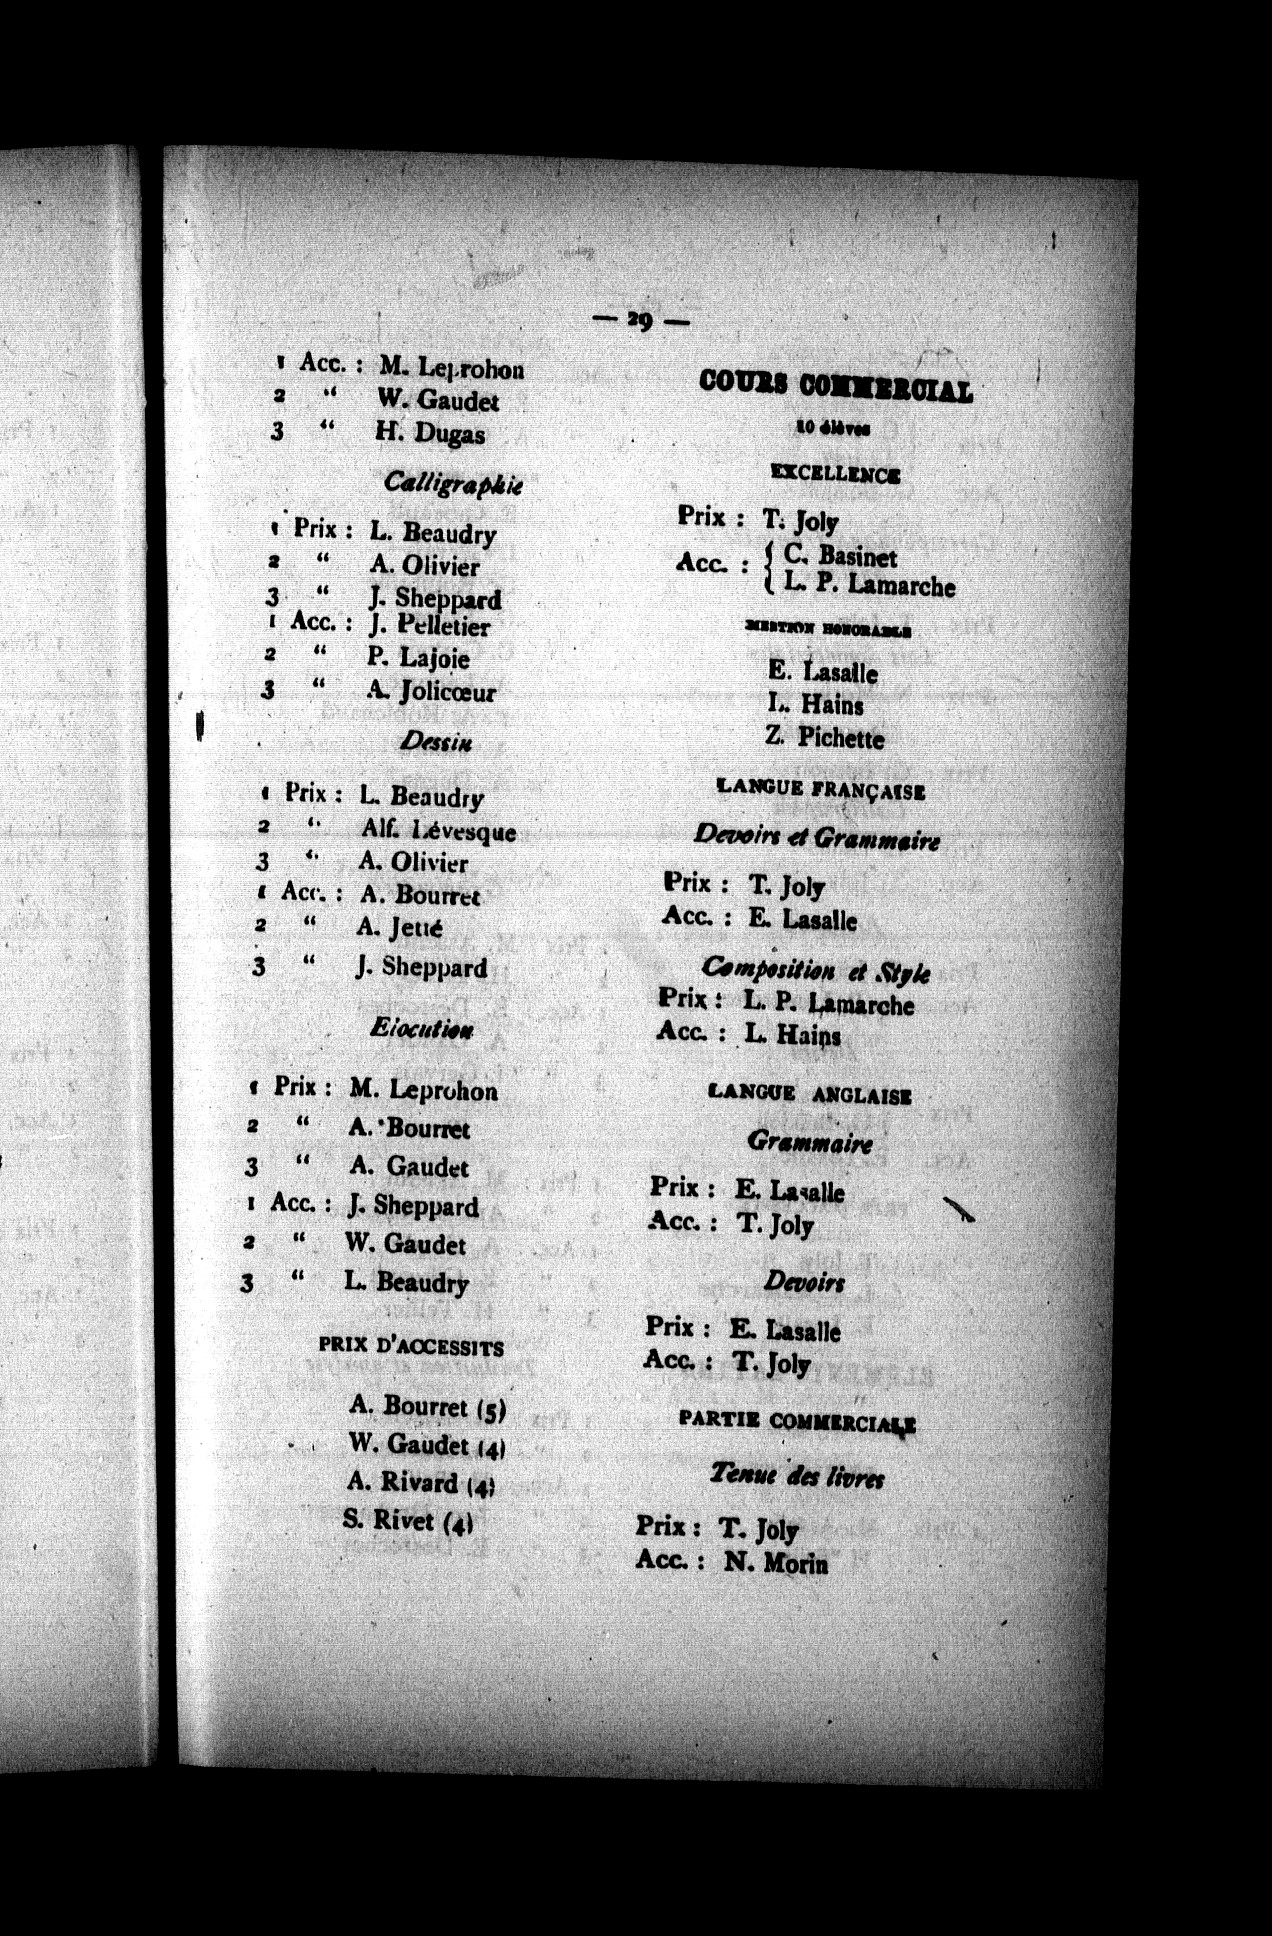 — 29 —
1 Acc. : M. Leprohon
2 “ W. Gaudet
3 “ H. Dugas
Calligraphie
1 Prix : L. Beaudry
2 “ A. Olivier
3 “ J. Sheppard
1 Acc. : J. Pelletier
2 “ P. Lajoie
3 “ A. Jolicœur
Dessin
1 Prix : L. Beaudry
2 “ Alf. Lévesque
3 “ A. Olivier
1 Acc. : A. Bourret
2 “ A. Jetté
3 “ J. Sheppard
Elocution
1 Prix : M. Leprohon
2 “ A. Bourret
3 “ A. Gaudet
1 Acc. : J. Sheppard
2 “ W. Gaudet
3 “ L. Beaudry
PRIX D'ACCESSITS
A. Bourret (5)
W. Gaudet (4)
A. Rivard (4)
S. Rivet (4)
COURS COMMERCIAL
10 élèves
EXCELLENCE
Prix : T. Joly
Acc. : { C. Basinet
{ L. P. Lamarche
MENTION HONORABLE
E. Lasalle
L. Hains
Z. Pichette
LANGUE FRANÇAISE
Devoirs et Grammaire
Prix : T. Joly
Acc. : E. Lasalle
Composition et Style
Prix : L. P. Lamarche
Acc. : L. Hains
LANGUE ANGLAISE
Grammaire
Prix : E. Lasalle
Acc. : T. Joly
Devoirs
Prix : E. Lasalle
Acc. : T. Joly
PARTIE COMMERCIALE
Tenue des livres
Prix : T. Joly
Acc. : N. Morin